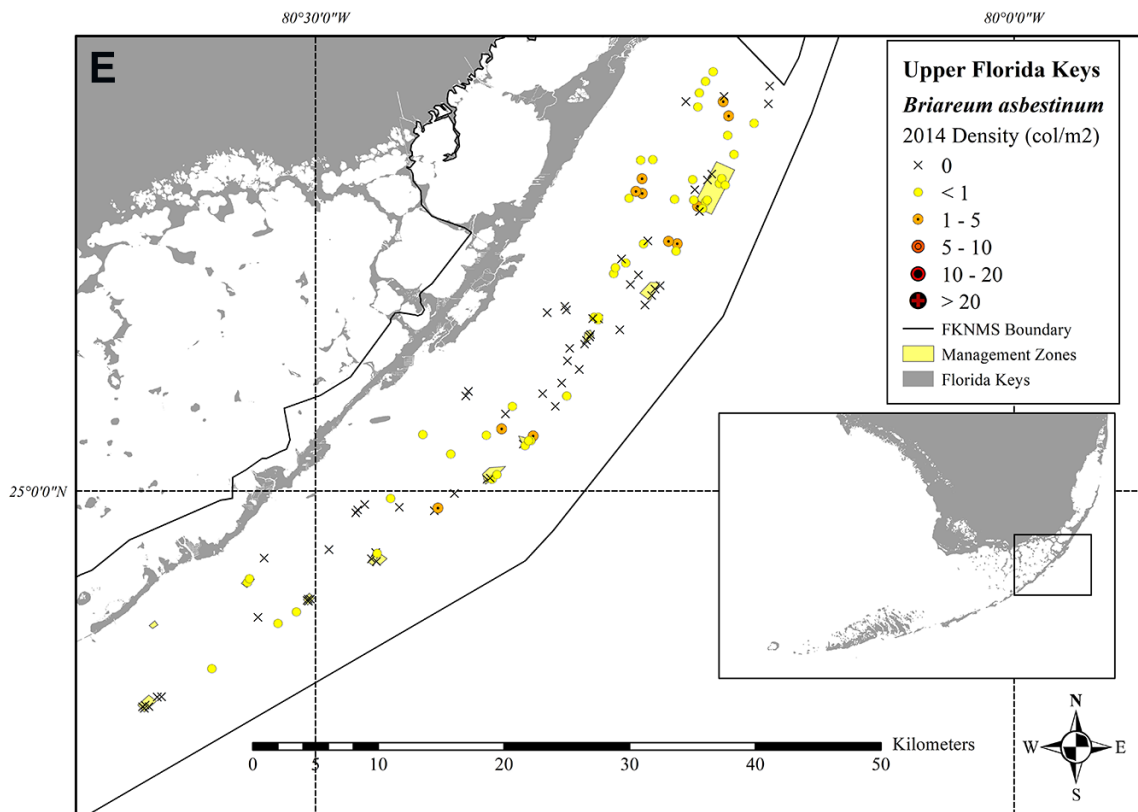 80°30'0"W
80°0'0"W
E
Upper Florida Keys
Briareum asbestinum
2014 Density (col/m2)
0
< 1
1 - 5
5 - 10
10 - 20
> 20
FKNMS Boundary
Management Zones
Florida Keys
25°0'0"N
Kilometers
0 5 10 20 30 40 50
N
W E
S